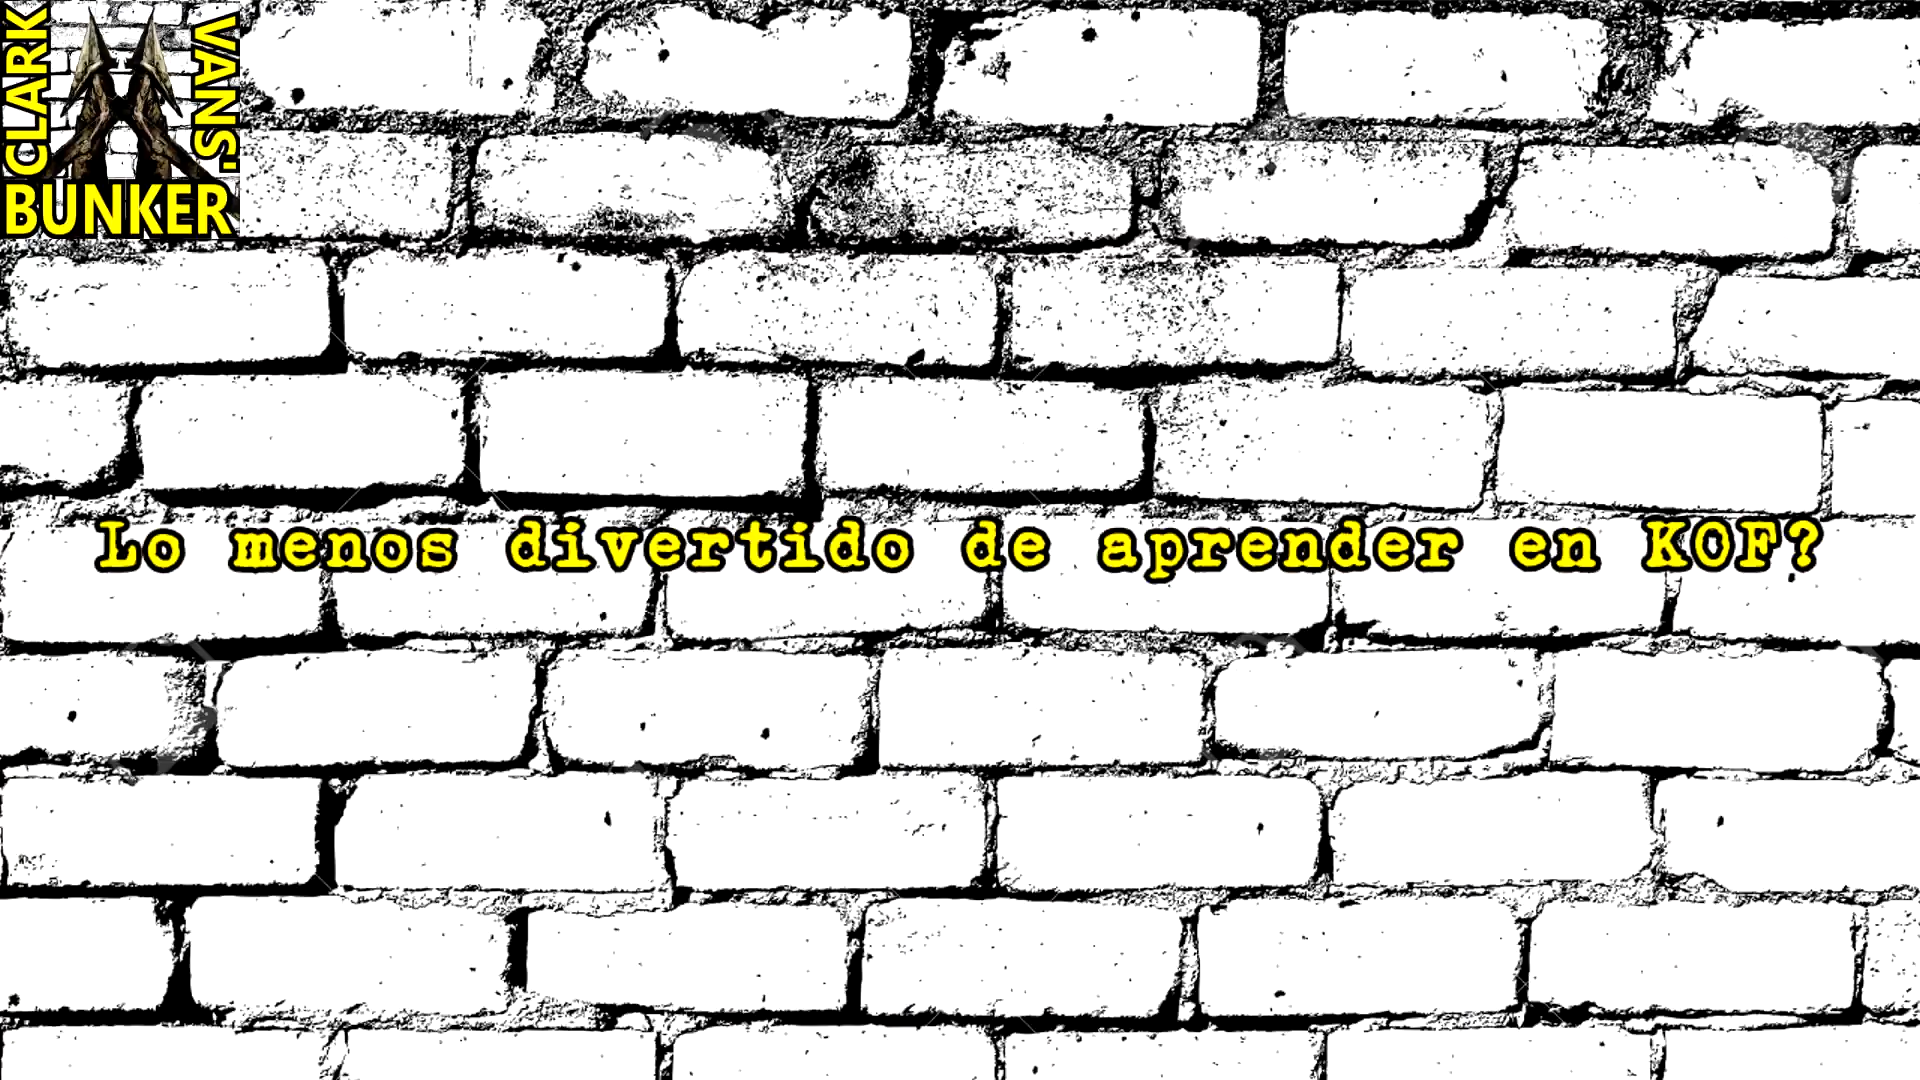 CLARK
VANS'
BUNKER
Lo menos divertido de aprender en KOF?